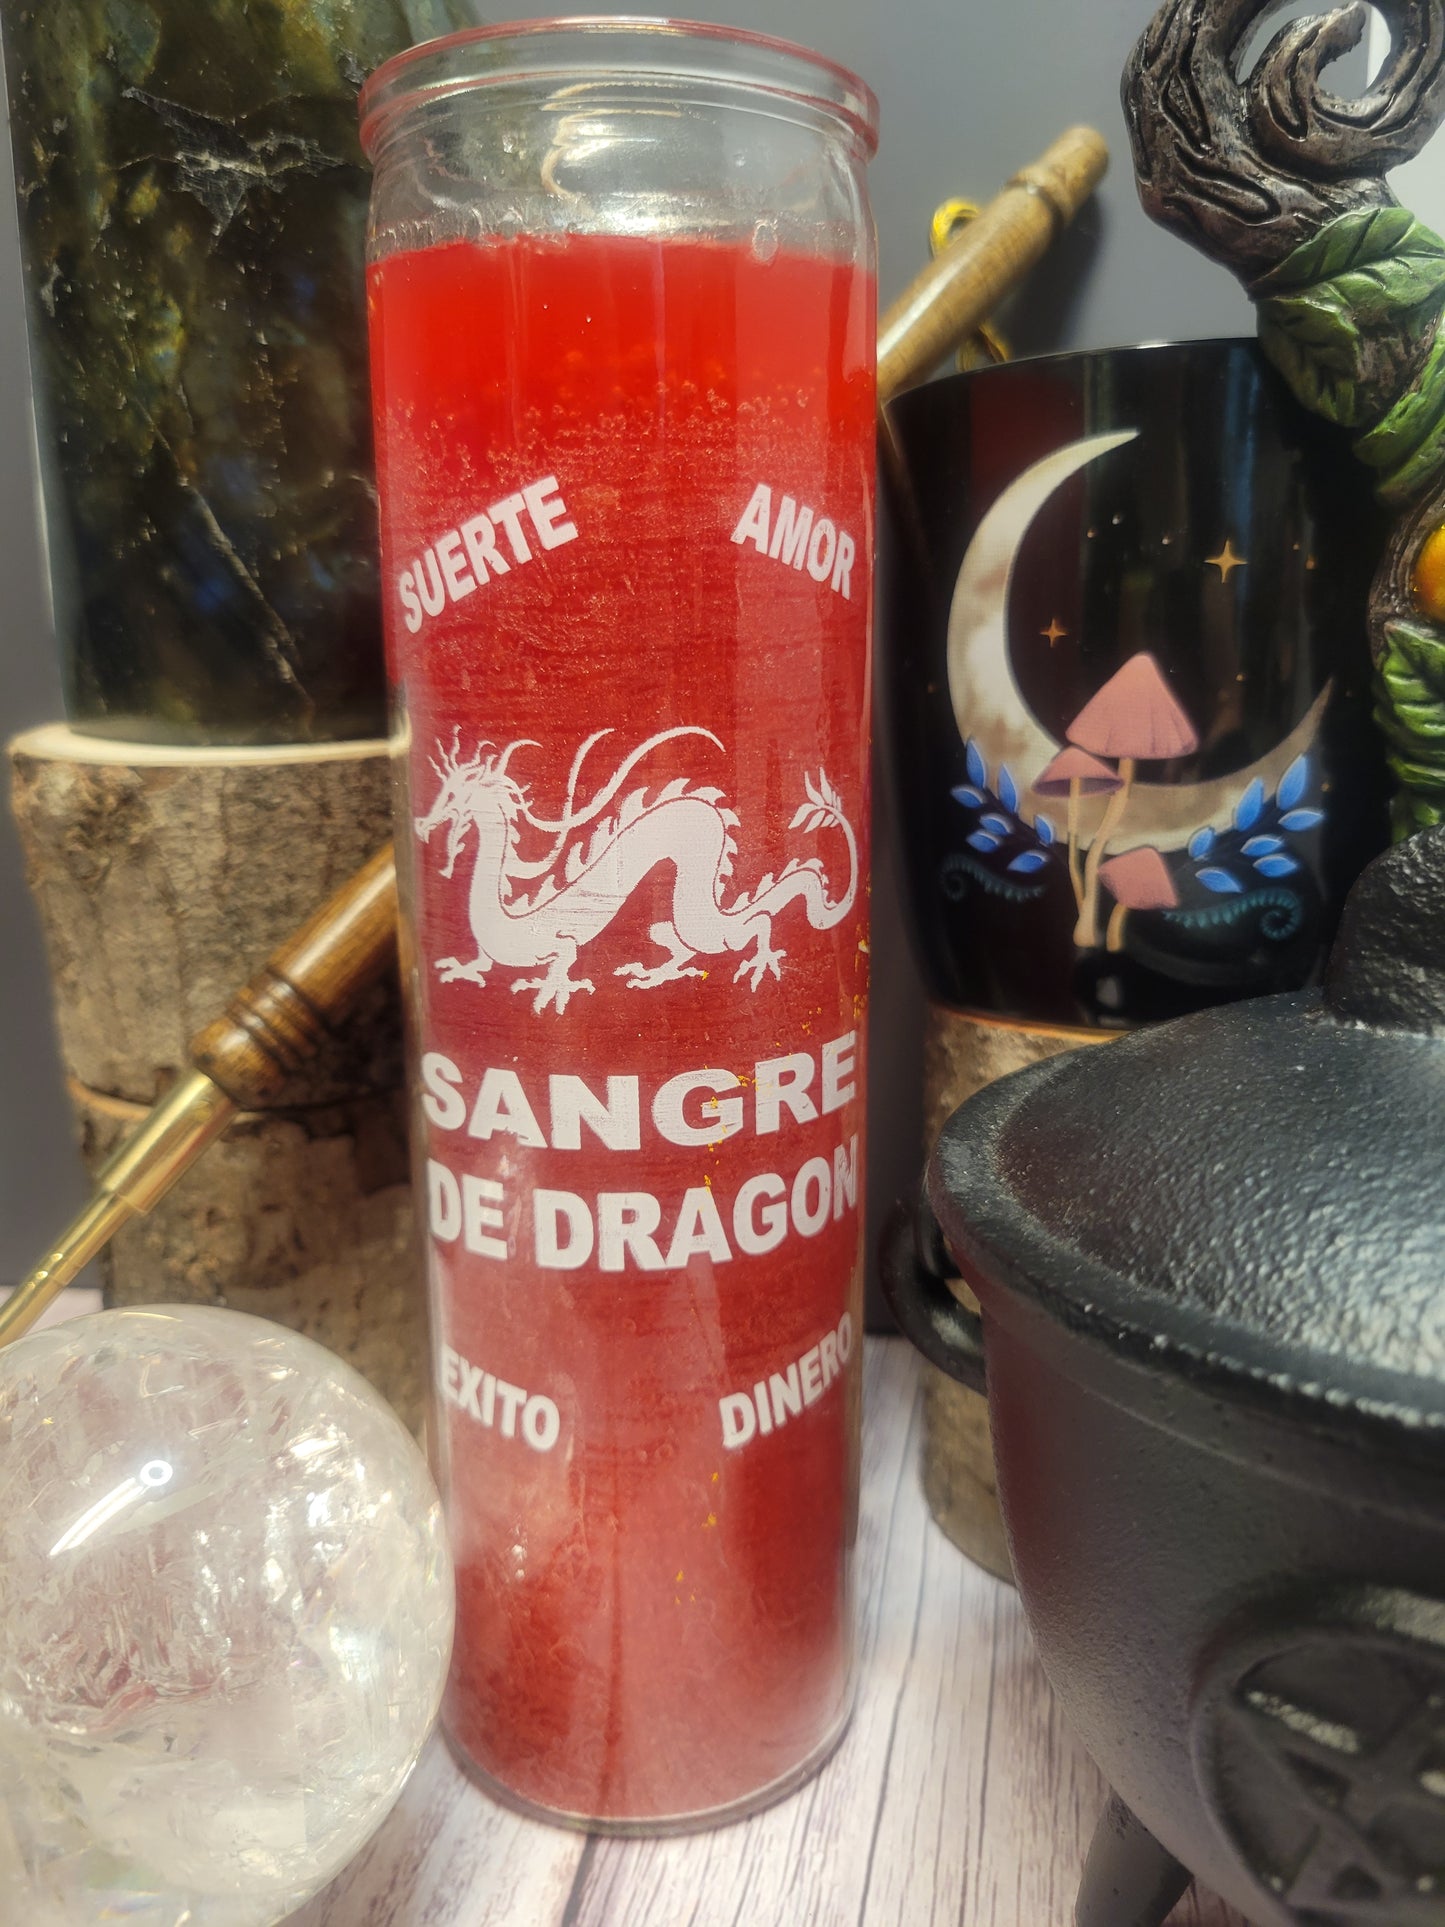 SUERTE AMOR
SANGRE
DE DRAGON
EXITO DINERO